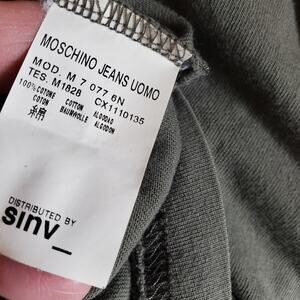 MOSCHINO JEANS UOMO
MOD. M 7 077 6N
TES. M1828 CX1110135
100%COTONE COTTON ALGODAO
COTON BAUMWOLLE ALGODON
綿
DISTRIBUTED BY
sinv_